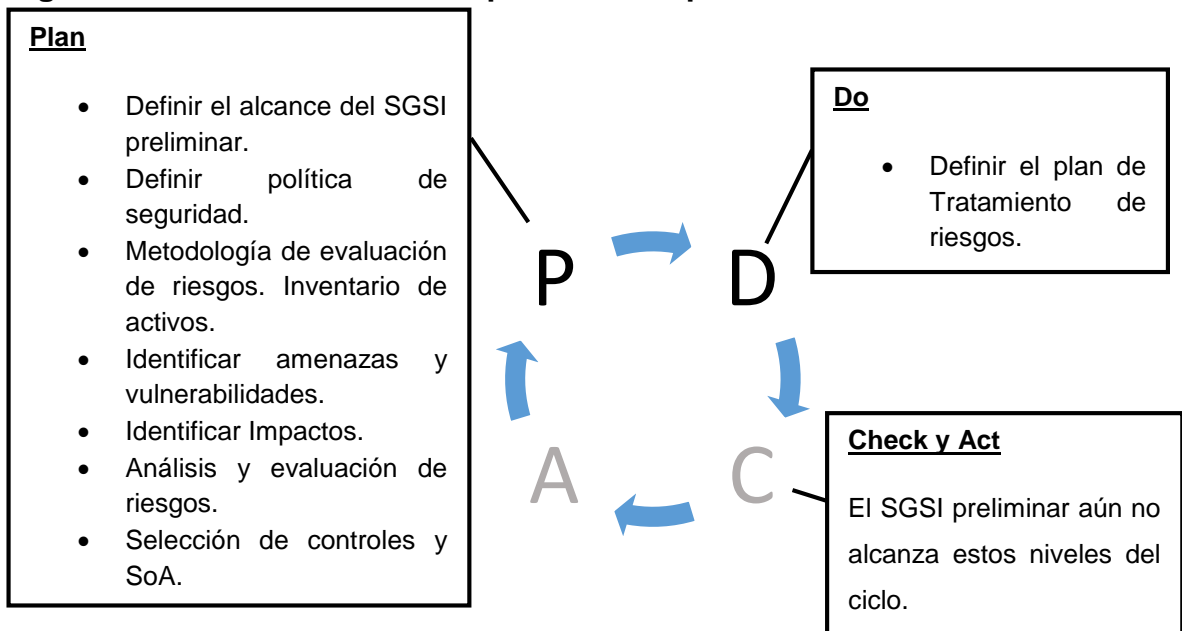 Plan
• Definir el alcance del SGSI
preliminar.
• Definir política de
seguridad.
• Metodología de evaluación
de riesgos. Inventario de
activos.
• Identificar amenazas y
vulnerabilidades.
• Identificar Impactos.
• Análisis y evaluación de
riesgos.
• Selección de controles y
SoA.
P
D
Do
• Definir el plan de
Tratamiento de
riesgos.
A
C
Check y Act
El SGSI preliminar aún no
alcanza estos niveles del
ciclo.